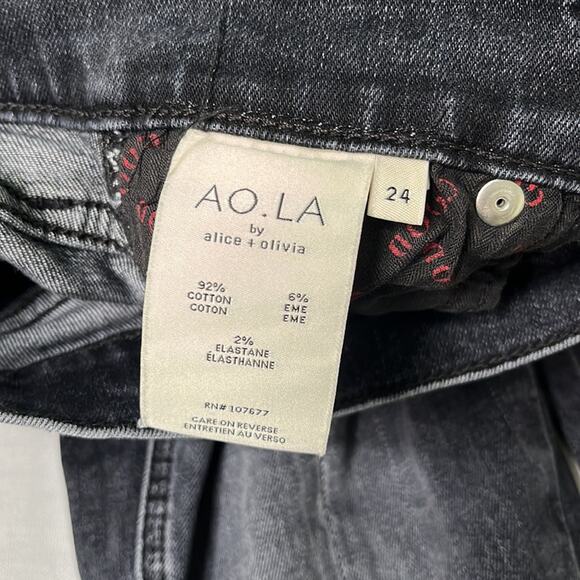 AO.LA
by
alice + olivia
24
92%
COTTON
COTON
6%
EME
EME
2%
ELASTANE
ÉLASTHANNE
RN# 107677
CARE ON REVERSE
ENTRETIEN AU VERSO